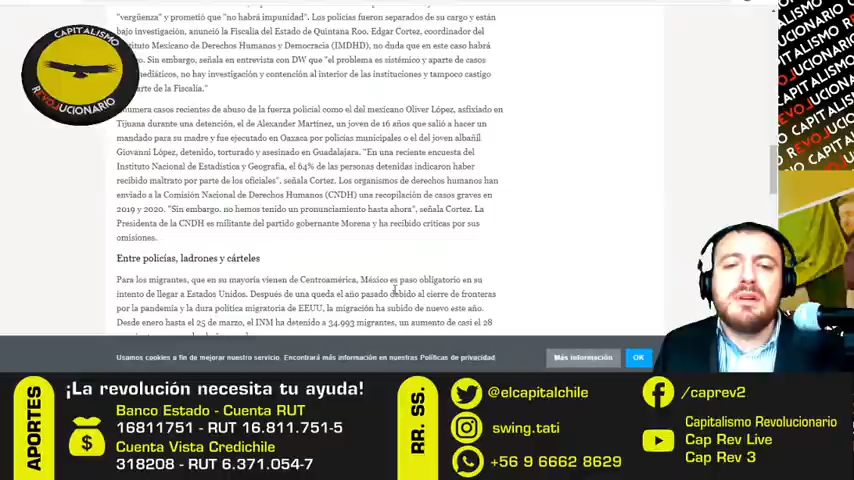 "vergüenza" y prometió que "no habrá impunidad". Los policías fueron separados de su cargo y están
bajo investigación, anunció la Fiscalía del Estado de Quintana Roo. Edgar Cortez, coordinador del
Instituto Mexicano de Derechos Humanos y Democracia (IMDHD), no duda que en este caso habrá
Sin embargo, señala en entrevista con DW que "el problema es sistémico y aparte de casos
mediáticos, no hay investigación y contención al interior de las instituciones y tampoco castigo
parte de la Fiscalía."
enumera casos recientes de abuso de la fuerza policial como el del mexicano Oliver López, asfixiado en
Tijuana durante una detención, el de Alexander Martínez, un joven de 16 años que salió a hacer un
mandado para su madre y fue ejecutado en Oaxaca por policías municipales o el del joven albañil
Giovanni López, detenido, torturado y asesinado en Guadalajara. "En una reciente encuesta del
Instituto Nacional de Estadística y Geografía, el 64% de las personas detenidas indicaron haber
recibido maltrato por parte de los oficiales", señala Cortez. Los organismos de derechos humanos han
enviado a la Comisión Nacional de Derechos Humanos (CNDH) una recopilación de casos graves en
2019 y 2020. "Sin embargo, no hemos tenido un pronunciamiento hasta ahora", señala Cortez. La
Presidenta de la CNDH es militante del partido gobernante Morena y ha recibido críticas por sus
omisiones.
Entre policías, ladrones y cárteles
Para los migrantes, que en su mayoría vienen de Centroamérica, México es paso obligatorio en su
intento de llegar a Estados Unidos. Después de una queda el año pasado debido al cierre de fronteras
por la pandemia y la dura política migratoria de EEUU, la migración ha subido de nuevo este año.
Desde enero hasta el 25 de marzo, el INM ha detenido a 34.993 migrantes, un aumento de casi el 28
Usamos cookies a fin de mejorar nuestro servicio. Encontrará más información en nuestras Políticas de privacidad.
Más información
OK
CAPITALISMO
REVOLUCIONARIO
APORTES
¡La revolución necesita tu ayuda!
Banco Estado - Cuenta RUT
16811751 - RUT 16.811.751-5
Cuenta Vista Credichile
318208 - RUT 6.371.054-7
RR. SS.
@elcapitalchile
swing.tati
+56 9 6662 8629
/caprev2
Capitalismo Revolucionario
Cap Rev Live
Cap Rev 3